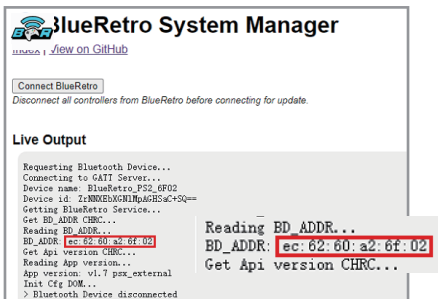 BlueRetro System Manager
Index | View on GitHub
Connect BlueRetro
Disconnect all controllers from BlueRetro before connecting for update.
Live Output
Requesting Bluetooth Device...
Connecting to GATT Server...
Device name: BlueRetro_PS2_6F02
Device id: ZrNNXEbXGNlMpAGHSaC+SQ==
Getting BlueRetro Service...
Get BD_ADDR CHRC...
Reading BD_ADDR...
BD_ADDR: ec:62:60:a2:6f:02
Get Api version CHRC...
Reading App version...
App version: v1.7 psx_external
Init Cfg DOM...
> Bluetooth Device disconnected
Reading BD_ADDR...
BD_ADDR: ec:62:60:a2:6f:02
Get Api version CHRC...